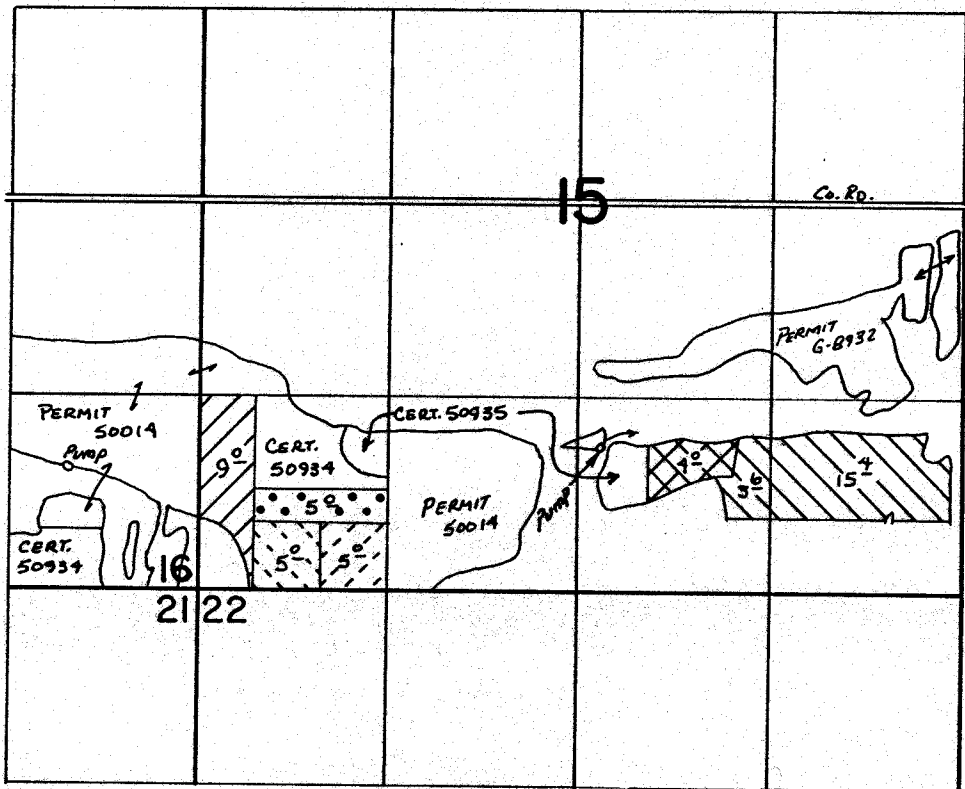 15
Co. RD.
PERMIT
G-8932
PERMIT
50014
PUMP
CERT. 50935
CERT.
50934
9⁰
5⁰
5⁰
5⁰
PERMIT
50014
PUMP
4⁰
3⁶
15⁴
CERT.
50934
16
21 22